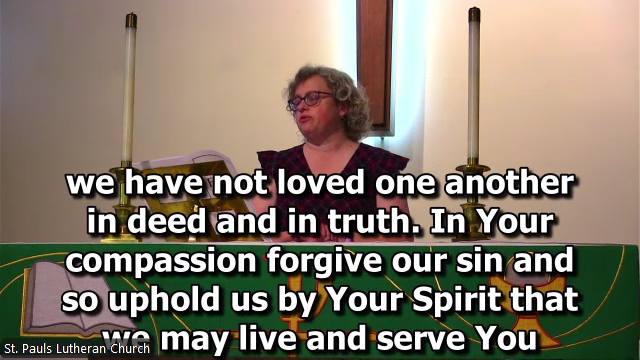 we have not loved one another
in deed and in truth. In Your
compassion forgive our sin and
so uphold us by Your Spirit that
we may live and serve You
St. Pauls Lutheran Church